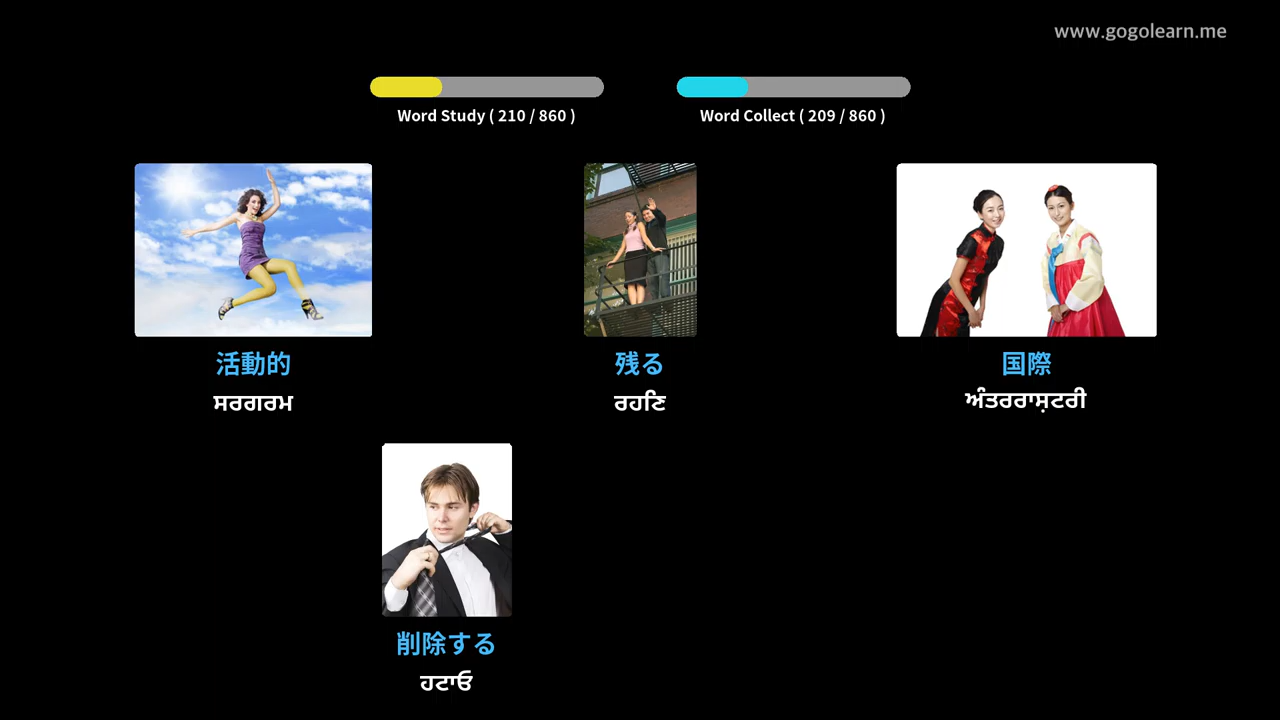 www.gogolearn.me
Word Study ( 210 / 860 )
Word Collect ( 209 / 860 )
活動的
残る
国際
ਸਰਗਰਮ
ਰਹਣਿ
ਅੰਤਰਰਾਸ਼ਟਰੀ
削除する
ਹਟਾਓ